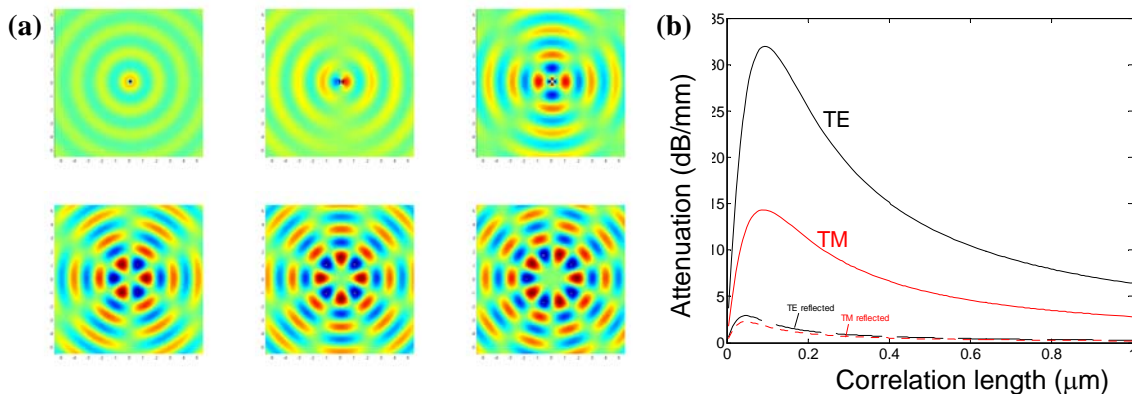 (a)
(b)
35
30
25
20
15
10
5
0
Attenuation (dB/mm)
TE
TM
TE reflected
TM reflected
0
0.2
0.4
0.6
0.8
1
Correlation length (μm)